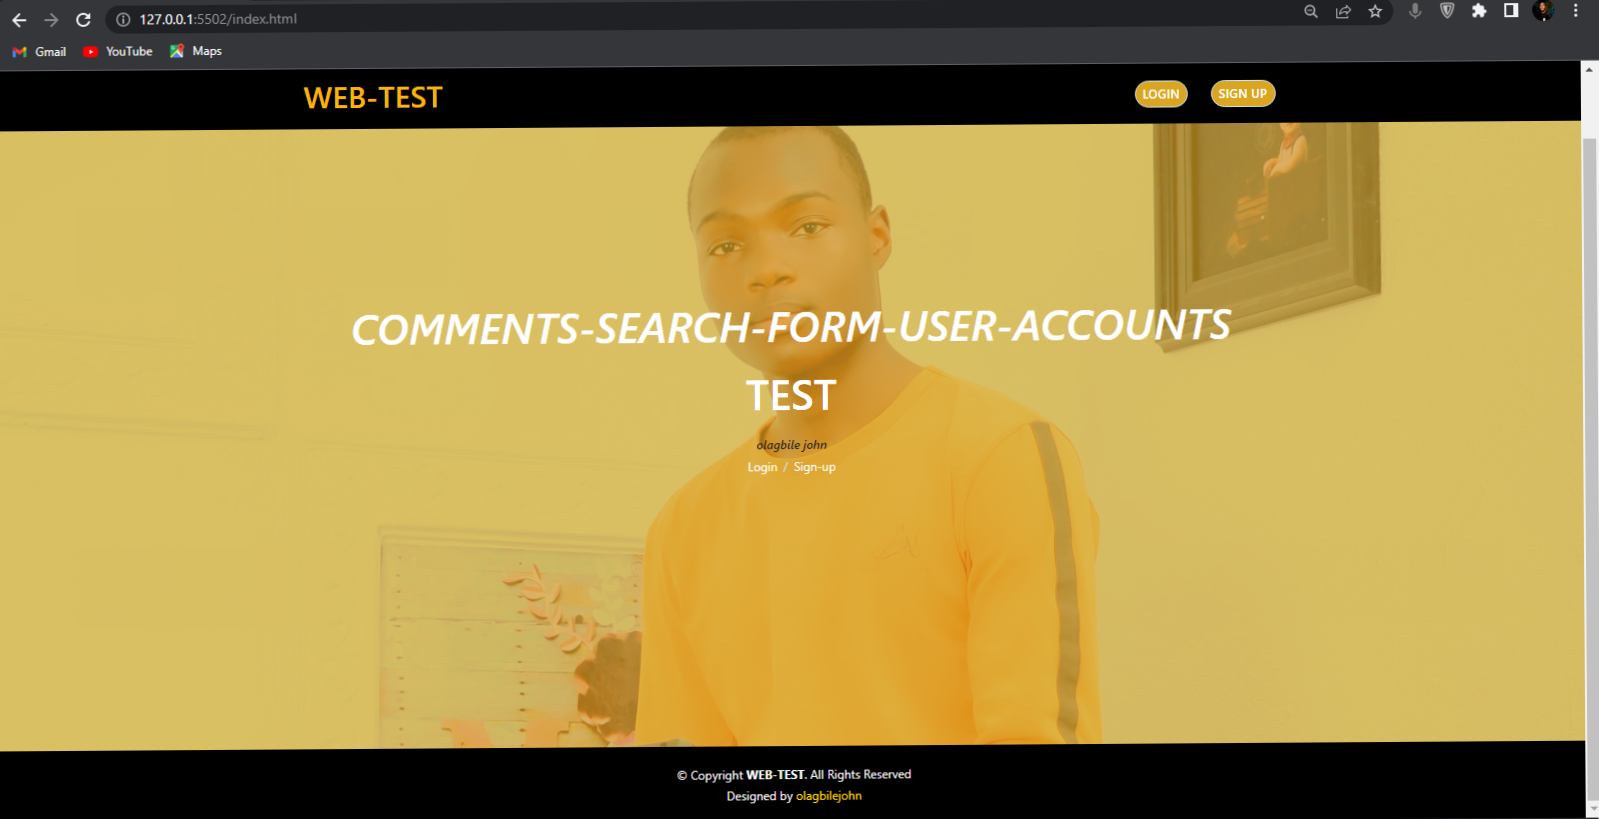 127.0.0.1:5502/index.html
Gmail YouTube Maps
WEB-TEST LOGIN SIGN UP
COMMENTS-SEARCH-FORM-USER-ACCOUNTS
TEST
olagbile john
Login / Sign-up
© Copyright WEB-TEST. All Rights Reserved
Designed by olagbilejohn